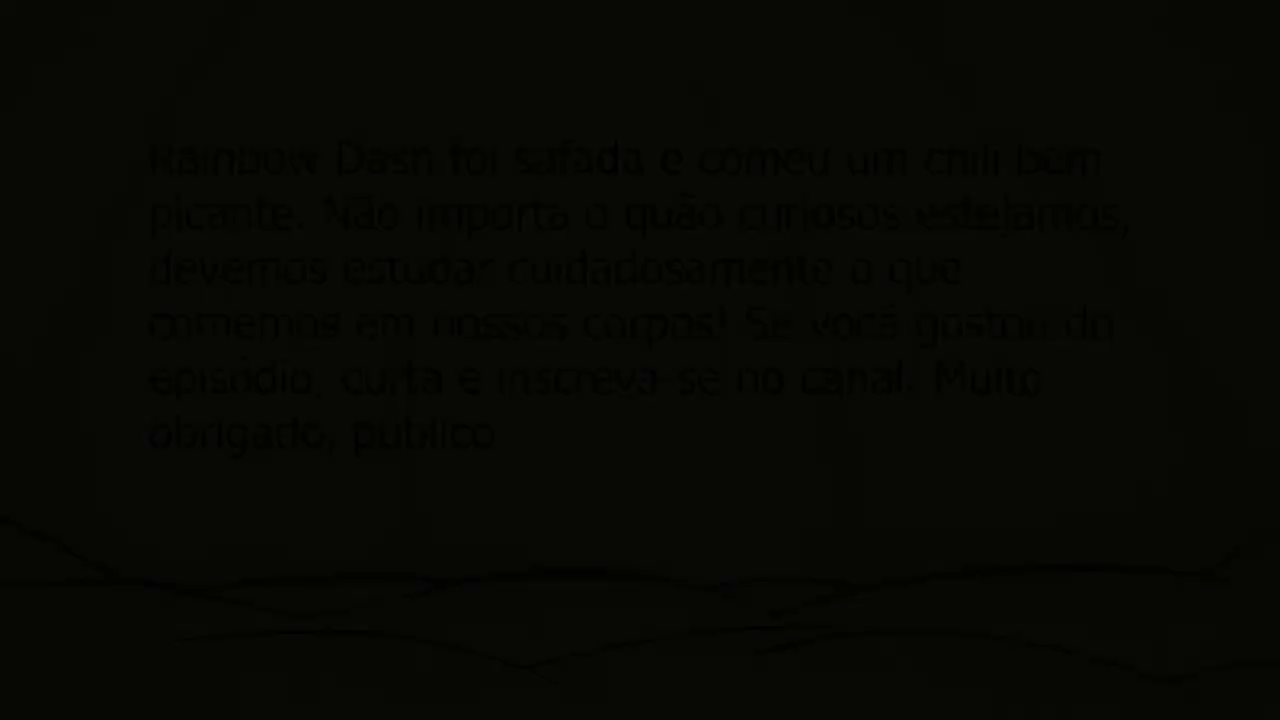 Rainbow Dash foi safada e comeu um chili bem
picante. Não importa o quão curiosos estejamos,
devemos estudar cuidadosamente o que
comemos em nossos corpos! Se você gostou do
episódio, curta e inscreva-se no canal. Muito
obrigado, público